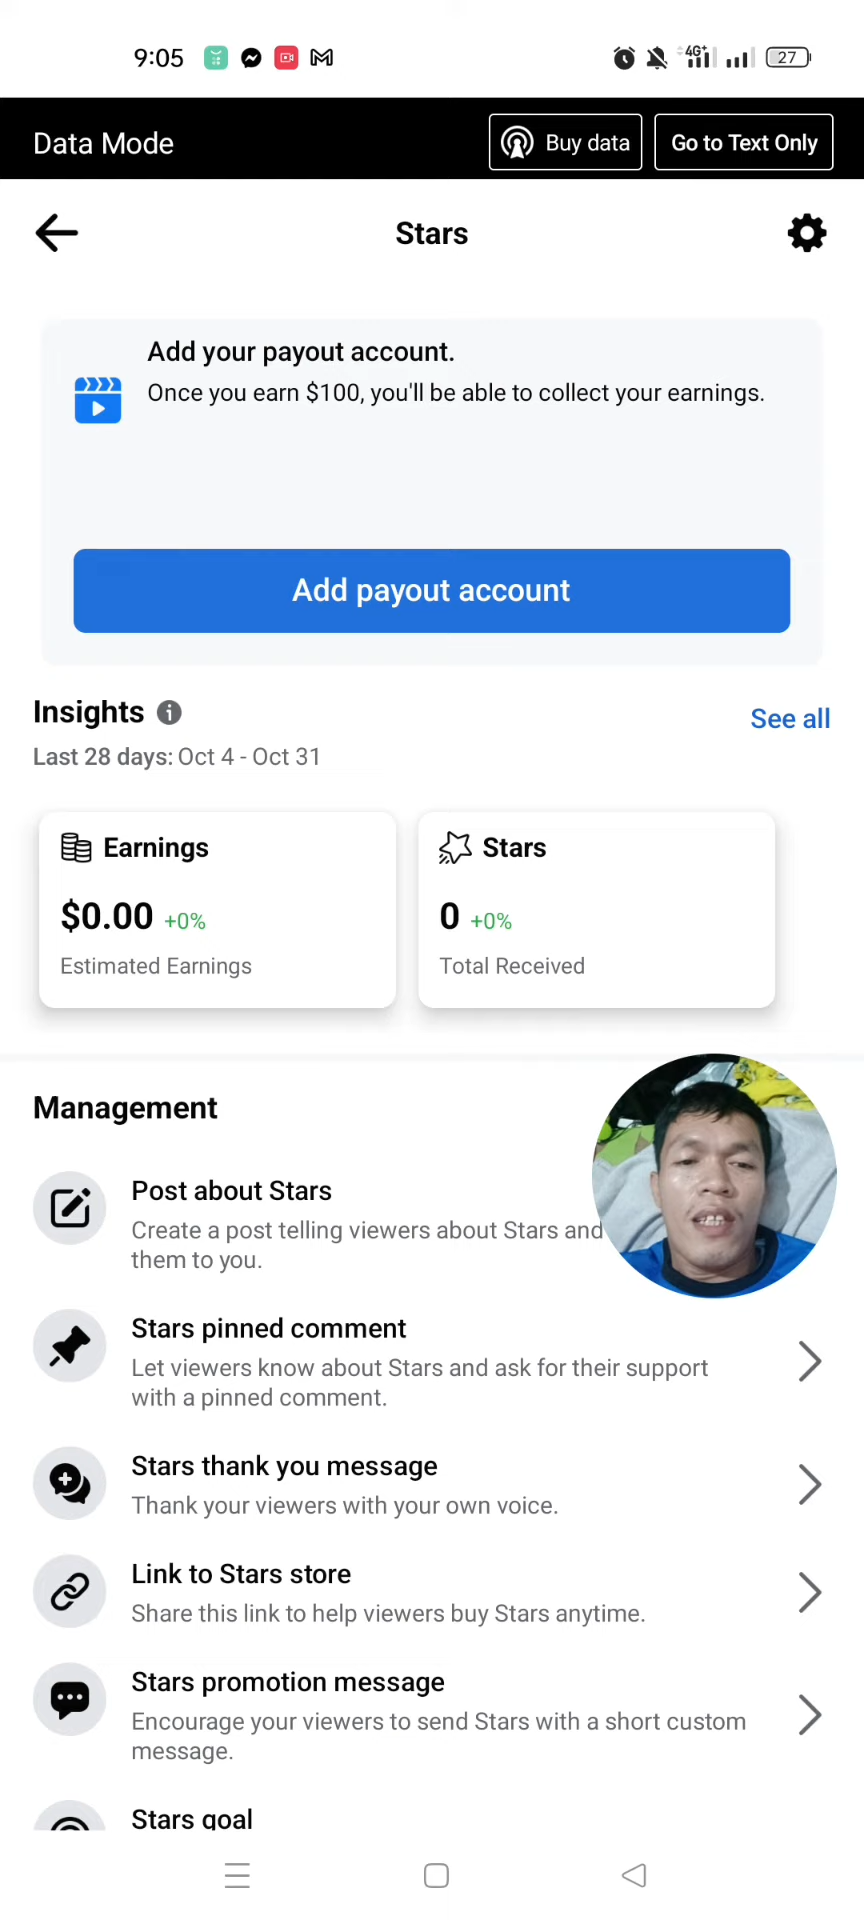 9:05
4G+
27
Data Mode
Buy data
Go to Text Only
Stars
Add your payout account.
Once you earn $100, you'll be able to collect your earnings.
Add payout account
Insights
See all
Last 28 days: Oct 4 - Oct 31
Earnings
$0.00 +0%
Estimated Earnings
Stars
0 +0%
Total Received
Management
Post about Stars
Create a post telling viewers about Stars and
them to you.
Stars pinned comment
Let viewers know about Stars and ask for their support
with a pinned comment.
Stars thank you message
Thank your viewers with your own voice.
Link to Stars store
Share this link to help viewers buy Stars anytime.
Stars promotion message
Encourage your viewers to send Stars with a short custom
message.
Stars goal